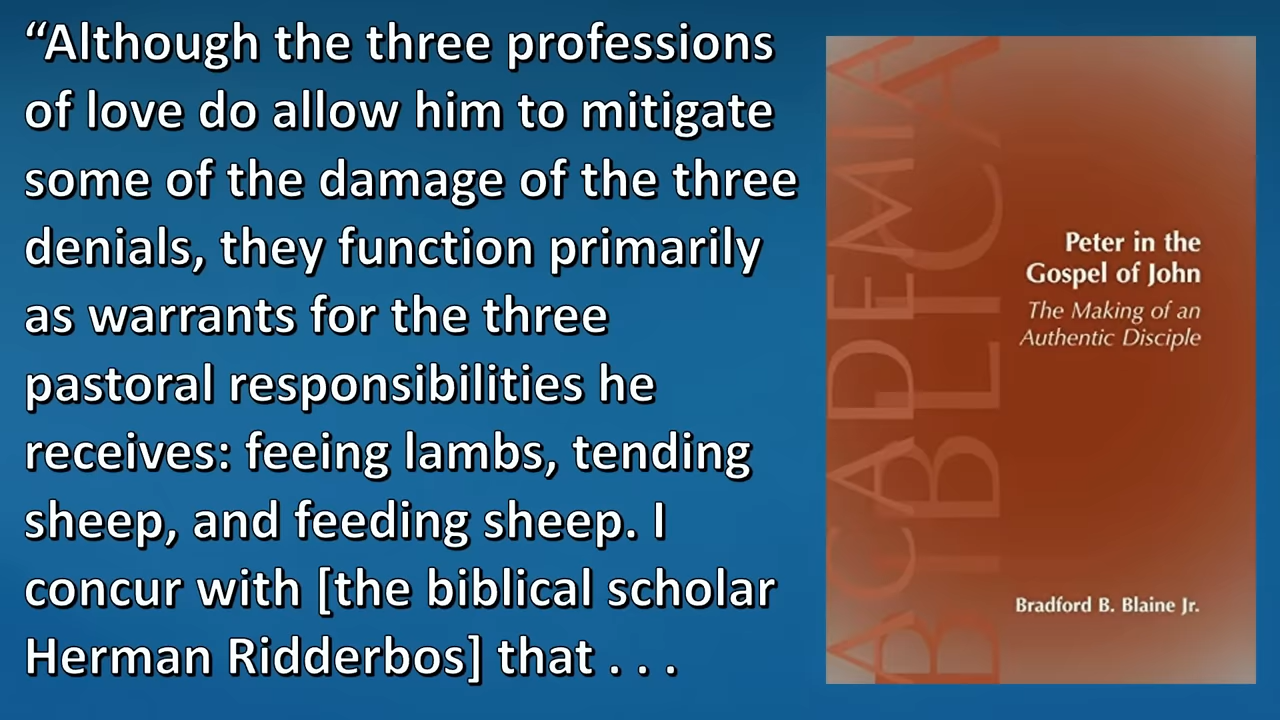 “Although the three professions
of love do allow him to mitigate
some of the damage of the three
denials, they function primarily
as warrants for the three
pastoral responsibilities he
receives: feeing lambs, tending
sheep, and feeding sheep. I
concur with [the biblical scholar
Herman Ridderbos] that . . .
ACADEMIA
BIBLICA
Peter in the
Gospel of John
The Making of an
Authentic Disciple
Bradford B. Blaine Jr.